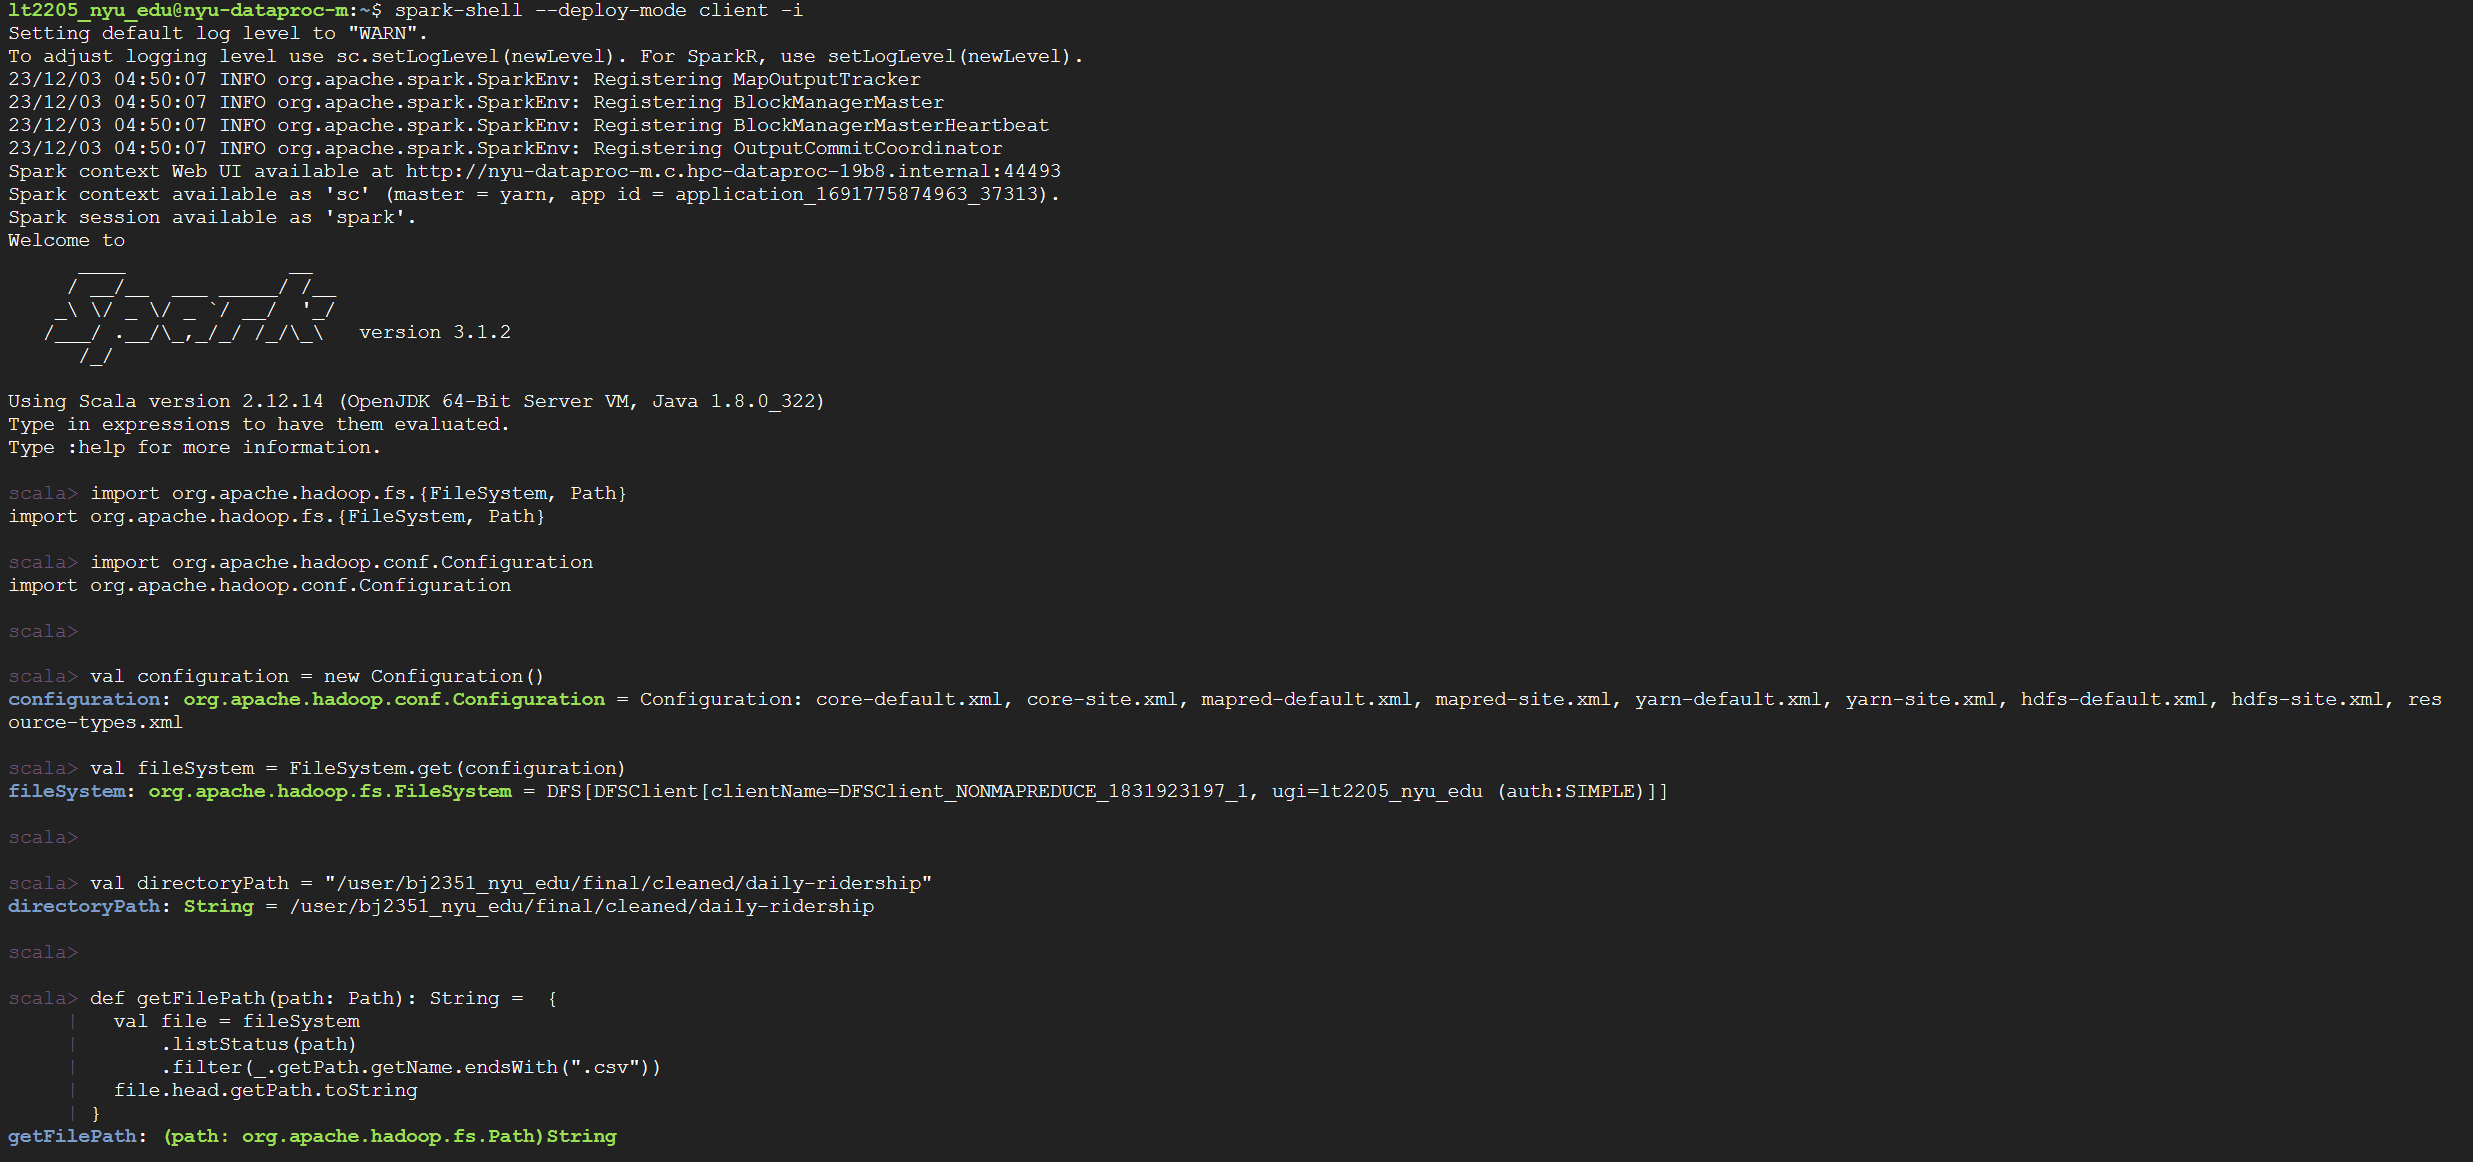 lt2205_nyu_edu@nyu-dataproc-m:~$ spark-shell --deploy-mode client -i
Setting default log level to "WARN".
To adjust logging level use sc.setLogLevel(newLevel). For SparkR, use setLogLevel(newLevel).
23/12/03 04:50:07 INFO org.apache.spark.SparkEnv: Registering MapOutputTracker
23/12/03 04:50:07 INFO org.apache.spark.SparkEnv: Registering BlockManagerMaster
23/12/03 04:50:07 INFO org.apache.spark.SparkEnv: Registering BlockManagerMasterHeartbeat
23/12/03 04:50:07 INFO org.apache.spark.SparkEnv: Registering OutputCommitCoordinator
Spark context Web UI available at http://nyu-dataproc-m.c.hpc-dataproc-19b8.internal:44493
Spark context available as 'sc' (master = yarn, app id = application_1691775874963_37313).
Spark session available as 'spark'.
Welcome to
      ____              __
     / __/__  ___ _____/ /__
    _\ \/ _ \/ _ `/ __/  '_/
   /___/ .__/\_,_/_/ /_/\_\   version 3.1.2
      /_/
Using Scala version 2.12.14 (OpenJDK 64-Bit Server VM, Java 1.8.0_322)
Type in expressions to have them evaluated.
Type :help for more information.
scala> import org.apache.hadoop.fs.{FileSystem, Path}
import org.apache.hadoop.fs.{FileSystem, Path}
scala> import org.apache.hadoop.conf.Configuration
import org.apache.hadoop.conf.Configuration
scala>
scala> val configuration = new Configuration()
configuration: org.apache.hadoop.conf.Configuration = Configuration: core-default.xml, core-site.xml, mapred-default.xml, mapred-site.xml, yarn-default.xml, yarn-site.xml, hdfs-default.xml, hdfs-site.xml, res
ource-types.xml
scala> val fileSystem = FileSystem.get(configuration)
fileSystem: org.apache.hadoop.fs.FileSystem = DFS[DFSClient[clientName=DFSClient_NONMAPREDUCE_1831923197_1, ugi=lt2205_nyu_edu (auth:SIMPLE)]]
scala>
scala> val directoryPath = "/user/bj2351_nyu_edu/final/cleaned/daily-ridership"
directoryPath: String = /user/bj2351_nyu_edu/final/cleaned/daily-ridership
scala>
scala> def getFilePath(path: Path): String =  {
     |   val file = fileSystem
     |       .listStatus(path)
     |       .filter(_.getPath.getName.endsWith(".csv"))
     |   file.head.getPath.toString
     | }
getFilePath: (path: org.apache.hadoop.fs.Path)String